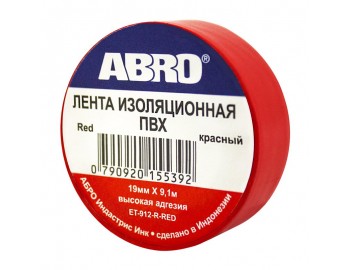 ABRO®
ЛЕНТА ИЗОЛЯЦИОННАЯ
ПВХ
Red
красный
0 790920 155392
19мм X 9,1м
высокая адгезия
ET-912-R-RED
АБРО Индастрис Инк • сделано в Индонезии